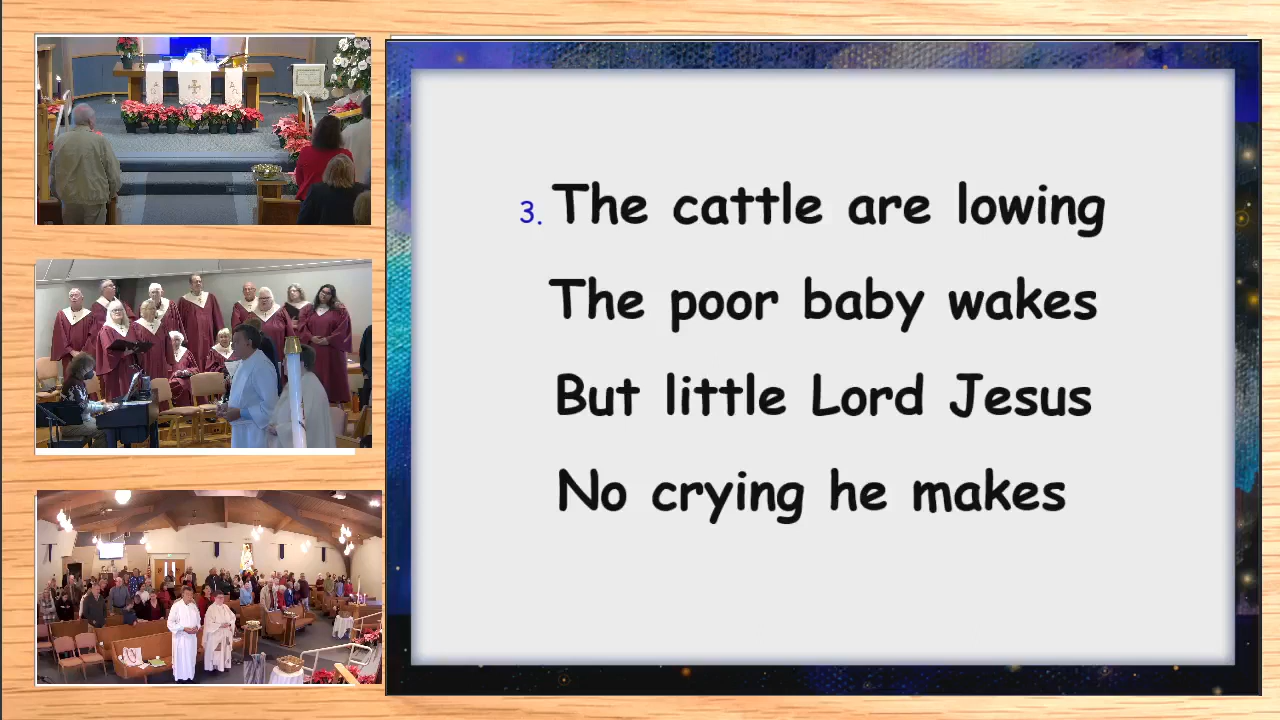 3. The cattle are lowing
The poor baby wakes
But little Lord Jesus
No crying he makes